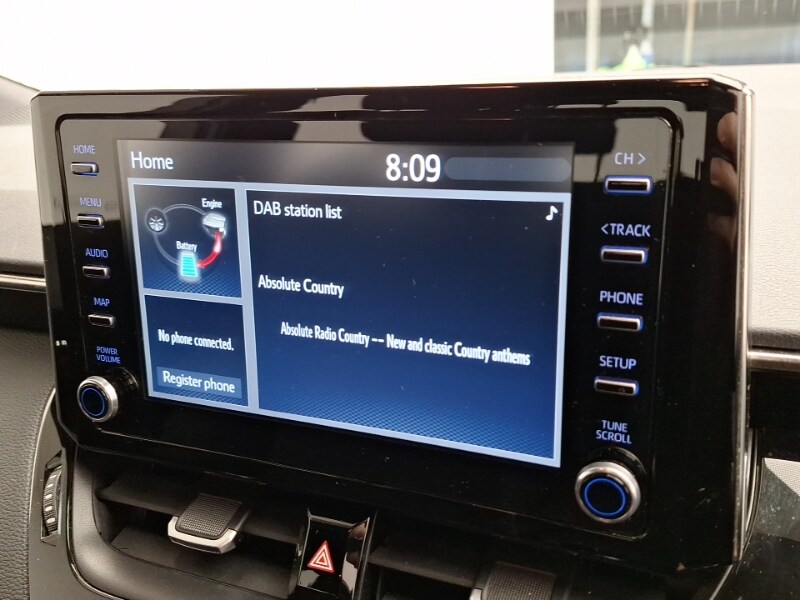 HOME
MENU
AUDIO
MAP
POWER
VOLUME
Home
8:09
Engine
Battery
No phone connected.
Register phone
DAB station list
Absolute Country
Absolute Radio Country -- New and classic Country anthems
CH >
< TRACK
PHONE
SETUP
TUNE
SCROLL